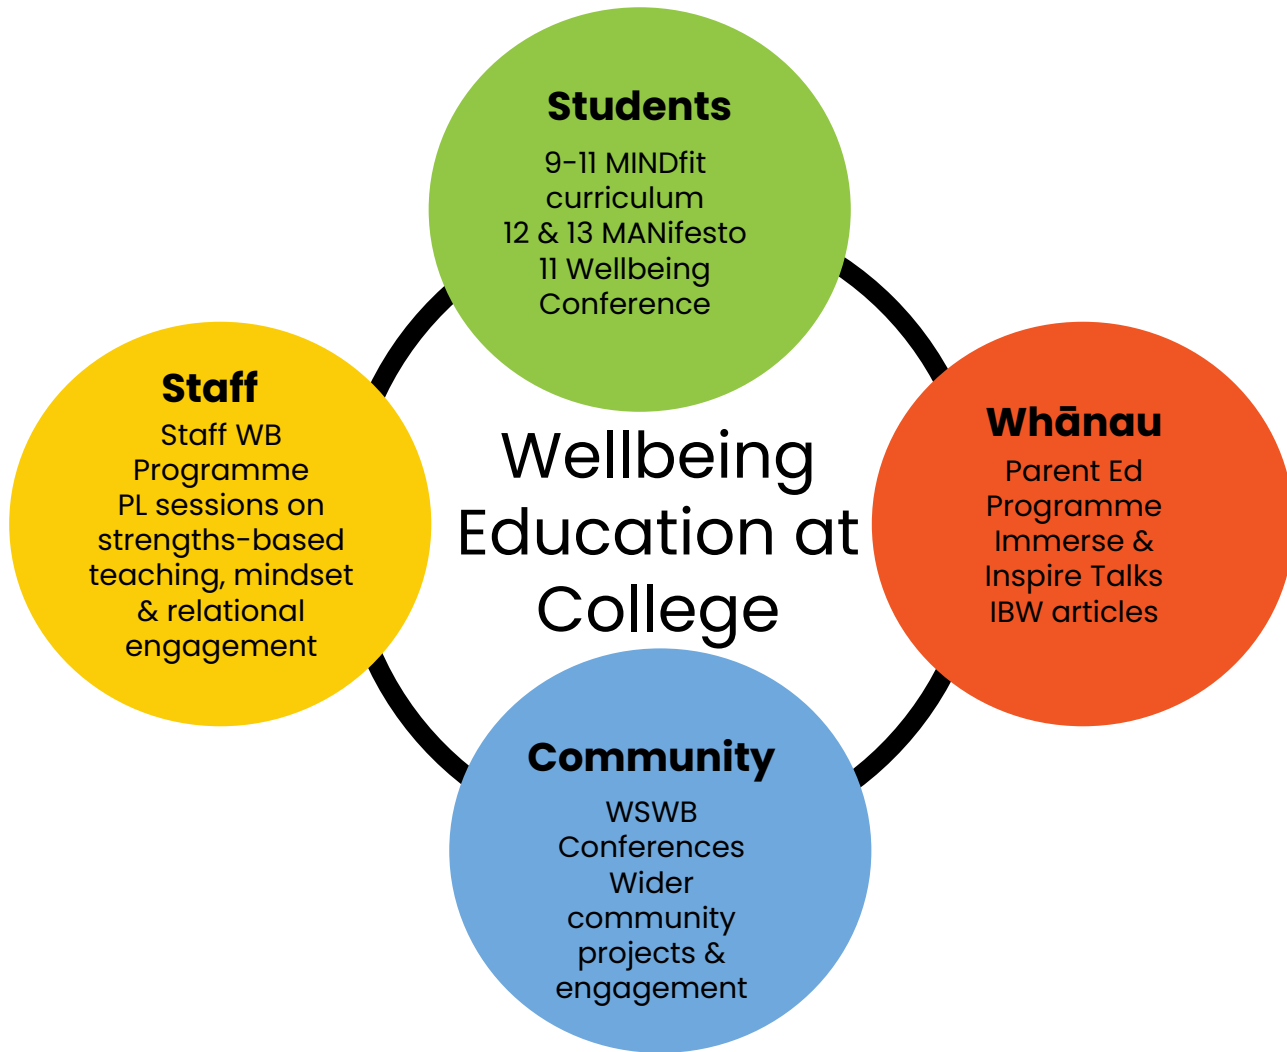 Students
9-11 MINDfit
curriculum
12 & 13 MANifesto
11 Wellbeing
Conference
Staff
Staff WB
Programme
PL sessions on
strengths-based
teaching, mindset
& relational
engagement
Wellbeing
Education at
College
Whānau
Parent Ed
Programme
Immerse &
Inspire Talks
IBW articles
Community
WSWB
Conferences
Wider
community
projects &
engagement